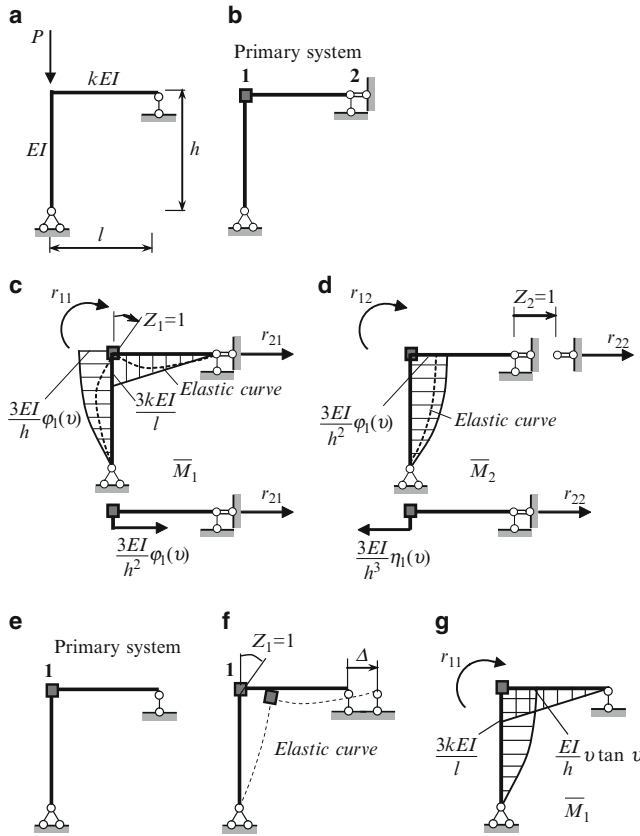 a
P
kEI
EI
h
l
b
Primary system
1
2
c
r11
Z1=1
r21
Elastic curve
3EI/h φ1(υ)
3kEI/l
M̅1
r21
3EI/h² φ1(υ)
d
r12
Z2=1
r22
3EI/h² φ1(υ)
Elastic curve
M̅2
r22
3EI/h³ η1(υ)
e
Primary system
1
f
Z1=1
1
Δ
Elastic curve
g
r11
3kEI/l
EI/h υ tan υ
M̅1